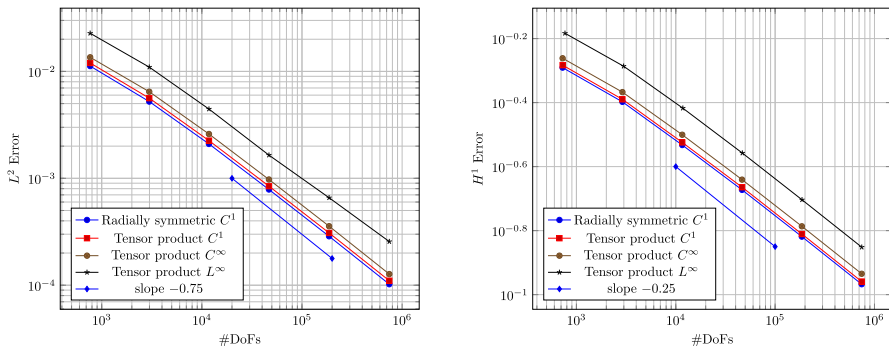 10^{-2}
10^{-3}
10^{-4}
L^2 Error
10^3
10^4
10^5
10^6
#DoFs
Radially symmetric C^1
Tensor product C^1
Tensor product C^∞
Tensor product L^∞
slope −0.75
10^{-0.2}
10^{-0.4}
10^{-0.6}
10^{-0.8}
10^{-1}
H^1 Error
10^3
10^4
10^5
10^6
#DoFs
Radially symmetric C^1
Tensor product C^1
Tensor product C^∞
Tensor product L^∞
slope −0.25